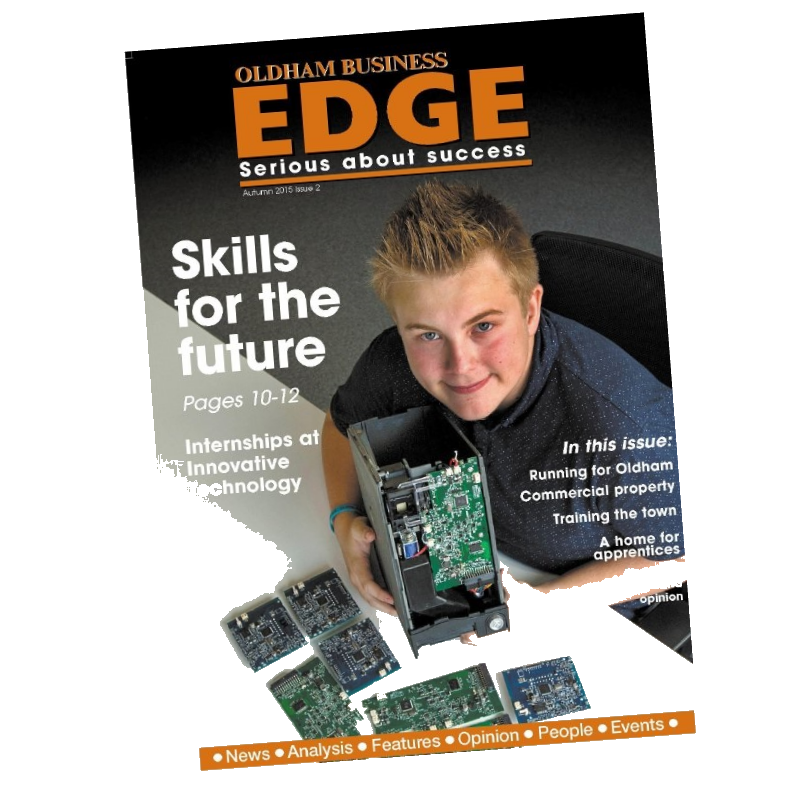 OLDHAM BUSINESS
EDGE
Serious about success
Autumn 2015 Issue 2
Skills
for the
future
Pages 10-12
Internships at
Innovative
technology
In this issue:
Running for Oldham
Commercial property
Training the town
A home for
apprentices
opinion
• News • Analysis • Features • Opinion • People • Events •